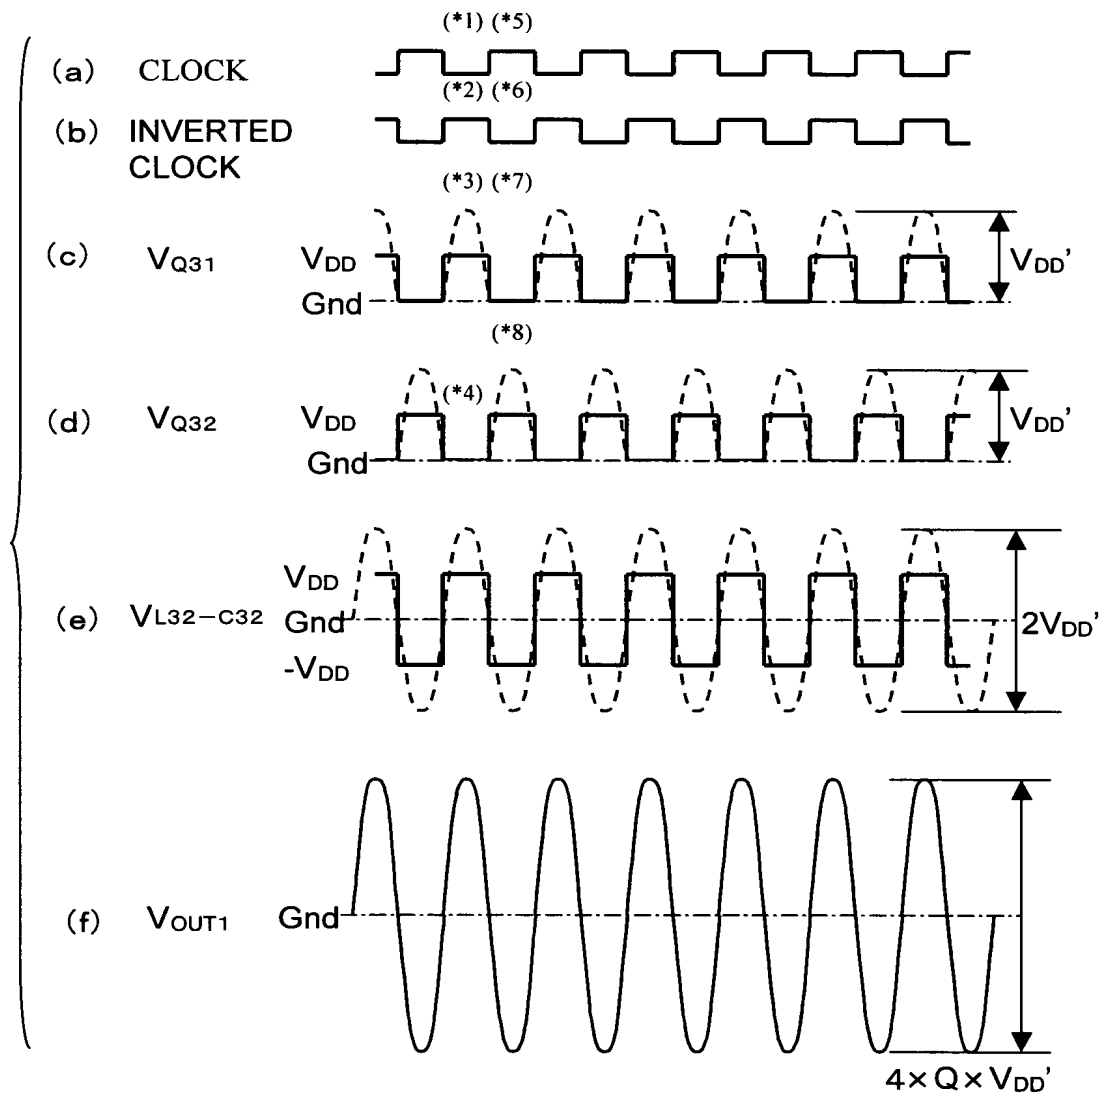 (*1) (*5)
(a) CLOCK
(*2) (*6)
(b) INVERTED
CLOCK
(*3) (*7)
(c) VQ31 VDD VDD'
Gnd
(*8)
(*4)
(d) VQ32 VDD VDD'
Gnd
VDD
(e) VL32-C32 Gnd 2VDD'
-VDD
(f) VOUT1 Gnd
4×Q×VDD'